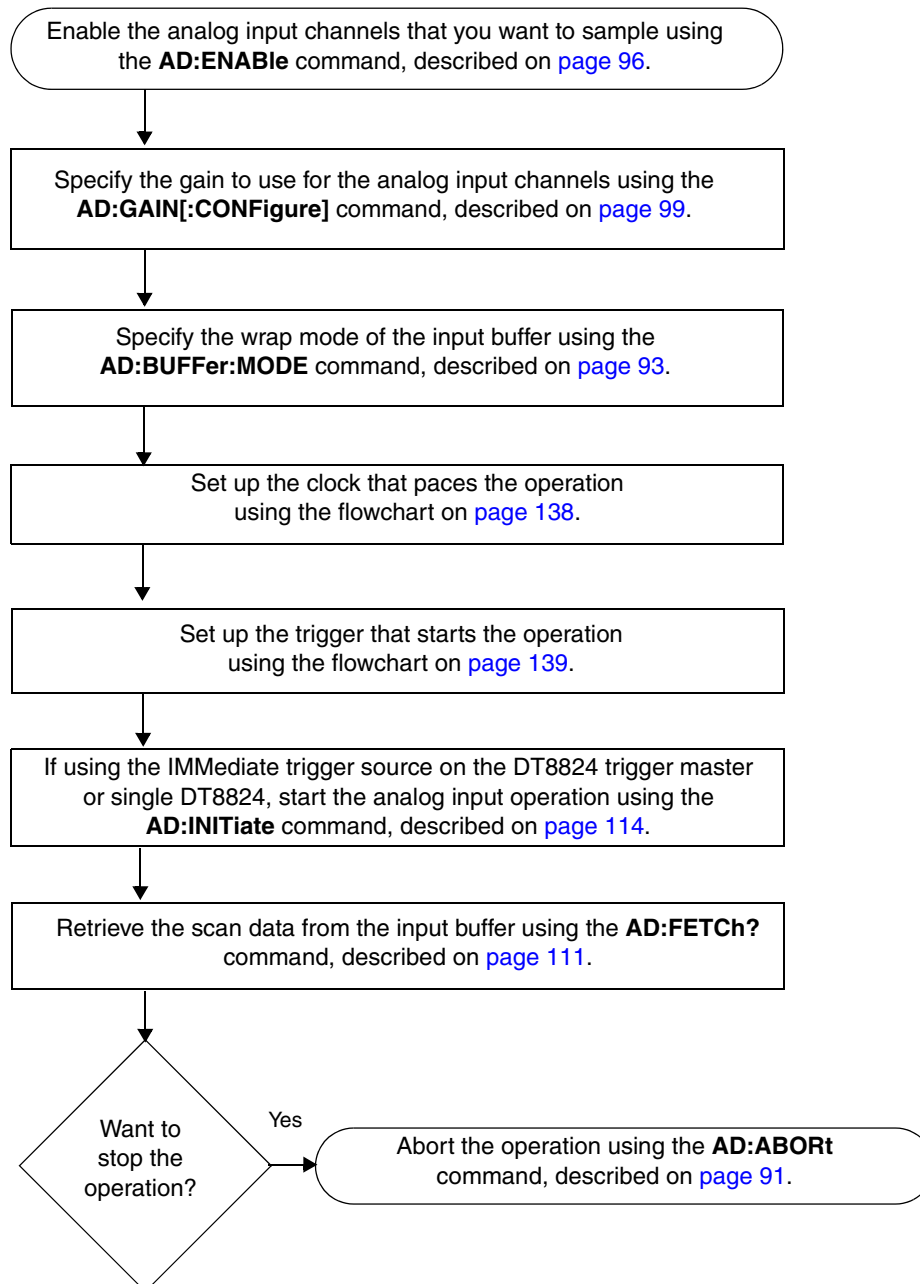 Enable the analog input channels that you want to sample using
the AD:ENABle command, described on page 96.
Specify the gain to use for the analog input channels using the
AD:GAIN[:CONFigure] command, described on page 99.
Specify the wrap mode of the input buffer using the
AD:BUFFer:MODE command, described on page 93.
Set up the clock that paces the operation
using the flowchart on page 138.
Set up the trigger that starts the operation
using the flowchart on page 139.
If using the IMMediate trigger source on the DT8824 trigger master
or single DT8824, start the analog input operation using the
AD:INITiate command, described on page 114.
Retrieve the scan data from the input buffer using the AD:FETCh?
command, described on page 111.
Want to
stop the
operation?
Yes
Abort the operation using the AD:ABORt
command, described on page 91.